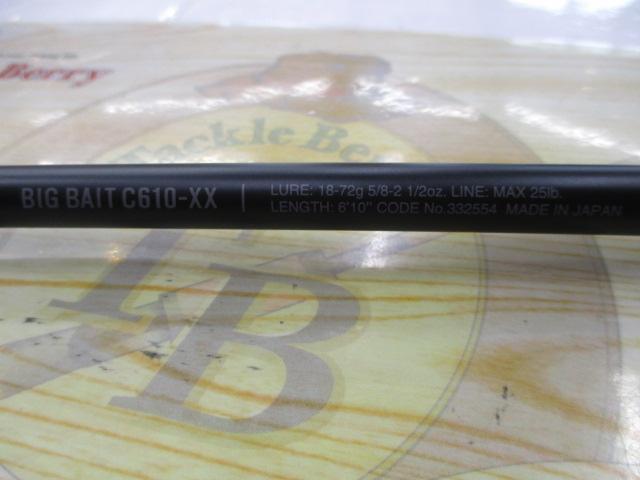 Berry
Tackle Be
BIG BAIT C610-XX
LURE: 18-72g 5/8-2 1/2oz. LINE: MAX 25lb.
LENGTH: 6'10" CODE No.332554 MADE IN JAPAN
TB